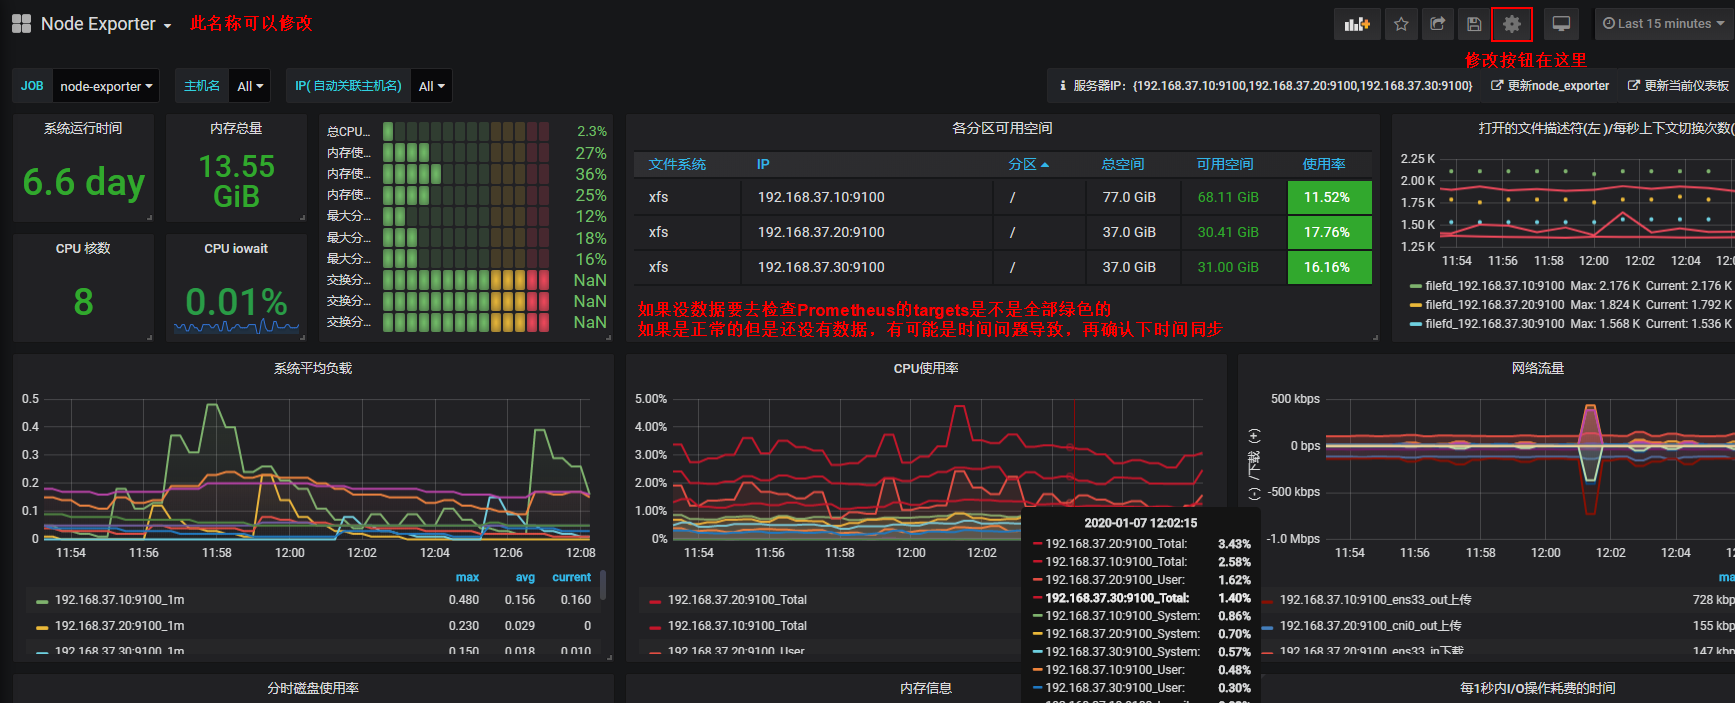 Node Exporter
此名称可以修改
Last 15 minutes
修改按钮在这里
JOB node-exporter
主机名 All
IP( 自动关联主机名) All
服务器IP：{192.168.37.10:9100,192.168.37.20:9100,192.168.37.30:9100}
更新node_exporter
更新当前仪表板
系统运行时间
6.6 day
内存总量
13.55
GiB
CPU 核数
8
CPU iowait
0.01%
总CPU... 2.3%
内存使... 27%
内存使... 36%
内存使... 25%
最大分... 12%
最大分... 18%
最大分... 16%
交换分... NaN
交换分... NaN
交换分... NaN
各分区可用空间
文件系统 IP 分区 总空间 可用空间 使用率
xfs 192.168.37.10:9100 / 77.0 GiB 68.11 GiB 11.52%
xfs 192.168.37.20:9100 / 37.0 GiB 30.41 GiB 17.76%
xfs 192.168.37.30:9100 / 37.0 GiB 31.00 GiB 16.16%
如果没数据要去检查Prometheus的targets是不是全部绿色的
如果是正常的但是还没有数据，有可能是时间问题导致，再确认下时间同步
打开的文件描述符(左 )/每秒上下文切换次数(
2.25 K
2.00 K
1.75 K
1.50 K
1.25 K
11:54 11:56 11:58 12:00 12:02 12:04
filefd_192.168.37.10:9100 Max: 2.176 K Current: 2.176 K
filefd_192.168.37.20:9100 Max: 1.824 K Current: 1.792 K
filefd_192.168.37.30:9100 Max: 1.568 K Current: 1.536 K
系统平均负载
0.5
0.4
0.3
0.2
0.1
0
11:54 11:56 11:58 12:00 12:02 12:04 12:06 12:08
max avg current
192.168.37.10:9100_1m 0.480 0.156 0.160
192.168.37.20:9100_1m 0.230 0.029 0
192.168.37.30:9100_1m 0.150 0.018 0.010
CPU使用率
5.00%
4.00%
3.00%
2.00%
1.00%
0%
11:54 11:56 11:58 12:00 12:02
192.168.37.20:9100_Total
192.168.37.10:9100_Total
192.168.37.20:9100_User
2020-01-07 12:02:15
192.168.37.20:9100_Total: 3.43%
192.168.37.10:9100_Total: 2.58%
192.168.37.20:9100_User: 1.62%
192.168.37.30:9100_Total: 1.40%
192.168.37.10:9100_System: 0.86%
192.168.37.20:9100_System: 0.70%
192.168.37.30:9100_System: 0.57%
192.168.37.10:9100_User: 0.48%
192.168.37.30:9100_User: 0.30%
网络流量
(-) /下载 (+)
500 kbps
0 bps
-500 kbps
-1.0 Mbps
11:54 11:56 11:58 12:00 12:02 12:04
ma
192.168.37.10:9100_ens33_out上传 728 kbp
192.168.37.20:9100_cni0_out上传 155 kbp
192.168.37.20:9100_ens33_in下载 147 kbp
分时磁盘使用率
内存信息
每1秒内I/O操作耗费的时间